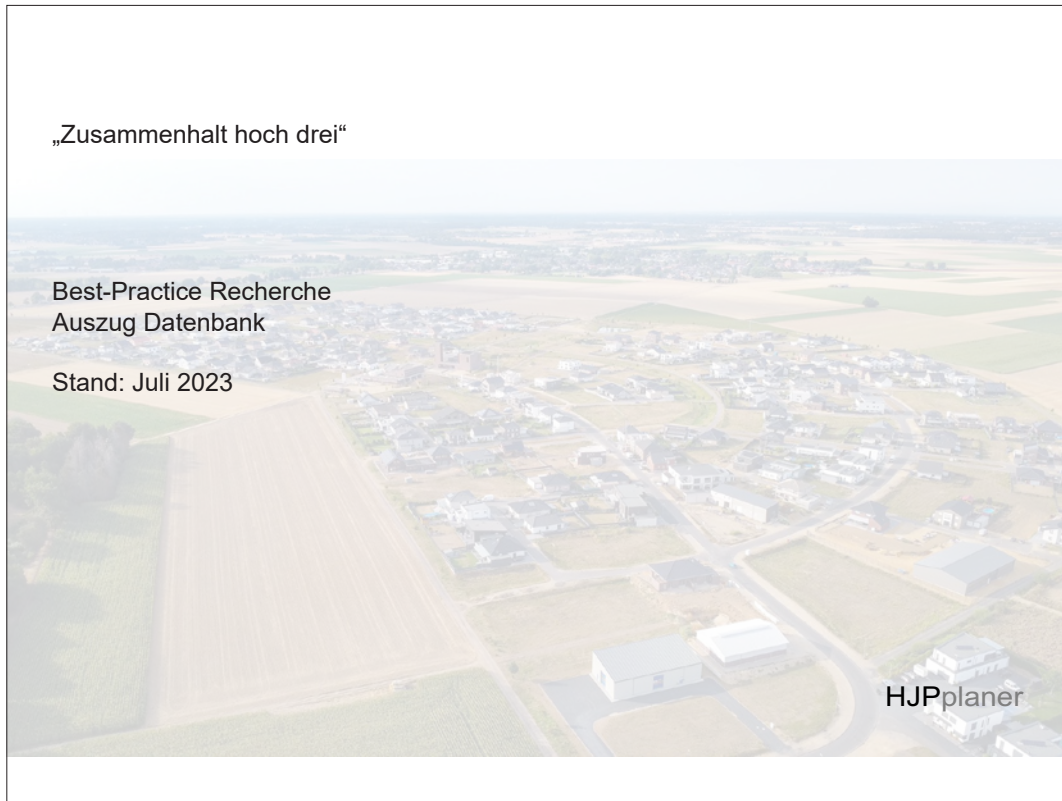 „Zusammenhalt hoch drei“
Best-Practice Recherche
Auszug Datenbank
Stand: Juli 2023
HJPplaner